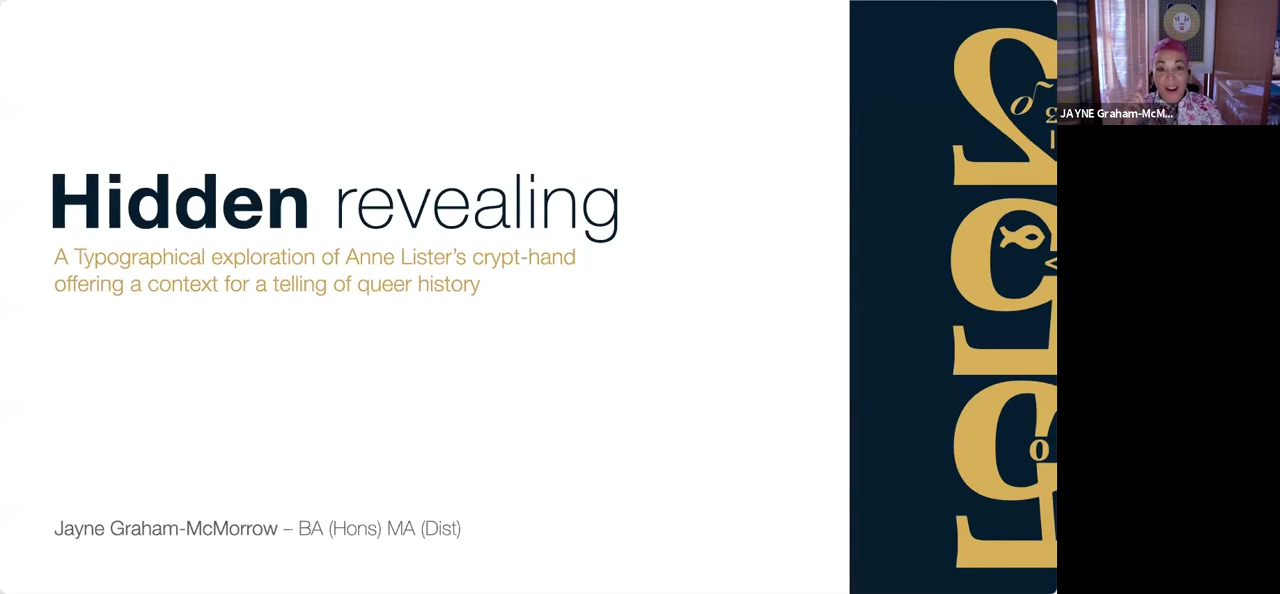 Hidden revealing
A Typographical exploration of Anne Lister's crypt-hand
offering a context for a telling of queer history
Jayne Graham-McMorrow – BA (Hons) MA (Dist)
JAYNE Graham-McM...